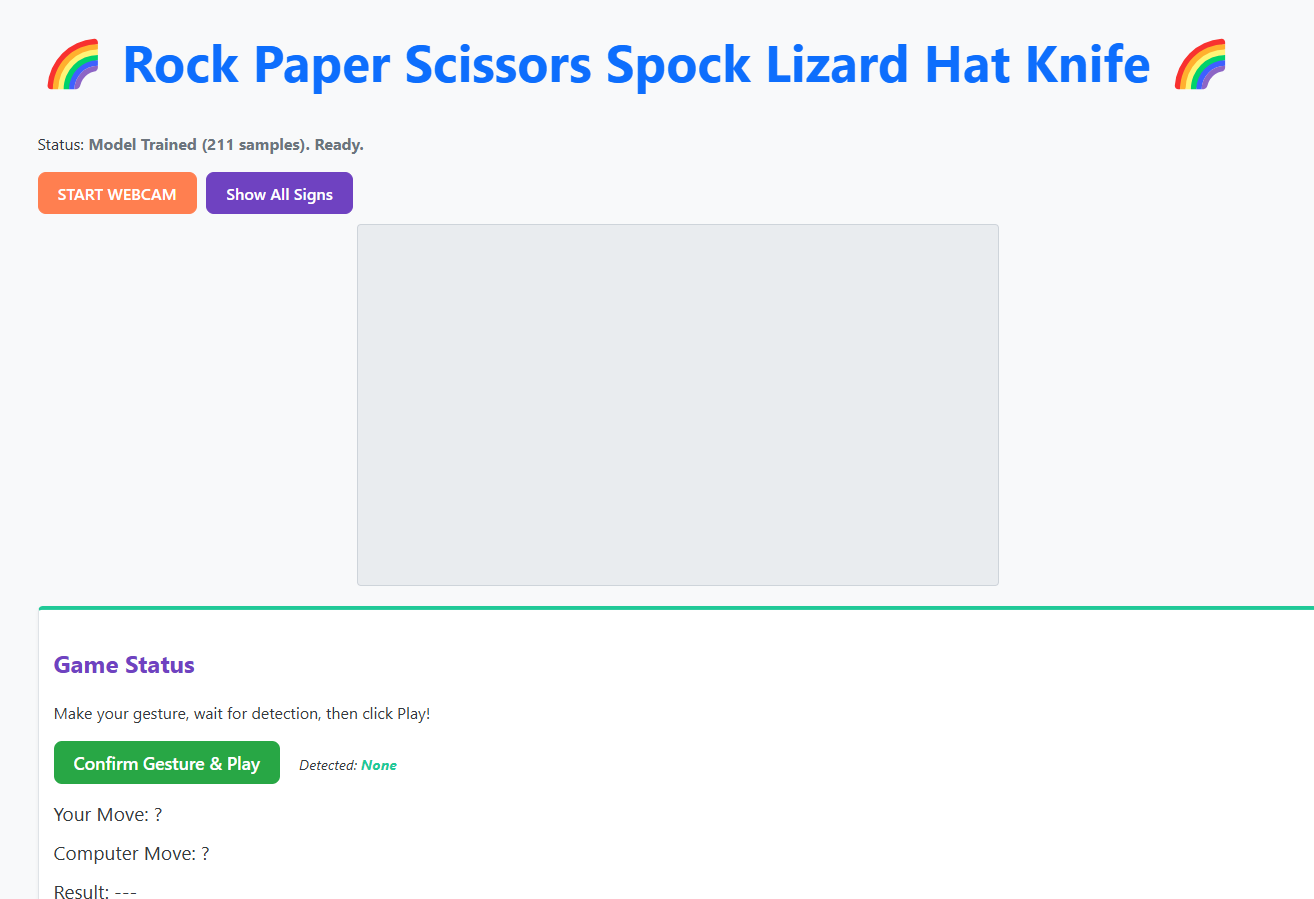 🌈 Rock Paper Scissors Spock Lizard Hat Knife 🌈
Status: Model Trained (211 samples). Ready.
START WEBCAM Show All Signs
Game Status
Make your gesture, wait for detection, then click Play!
Confirm Gesture & Play Detected: None
Your Move: ?
Computer Move: ?
Result: ---